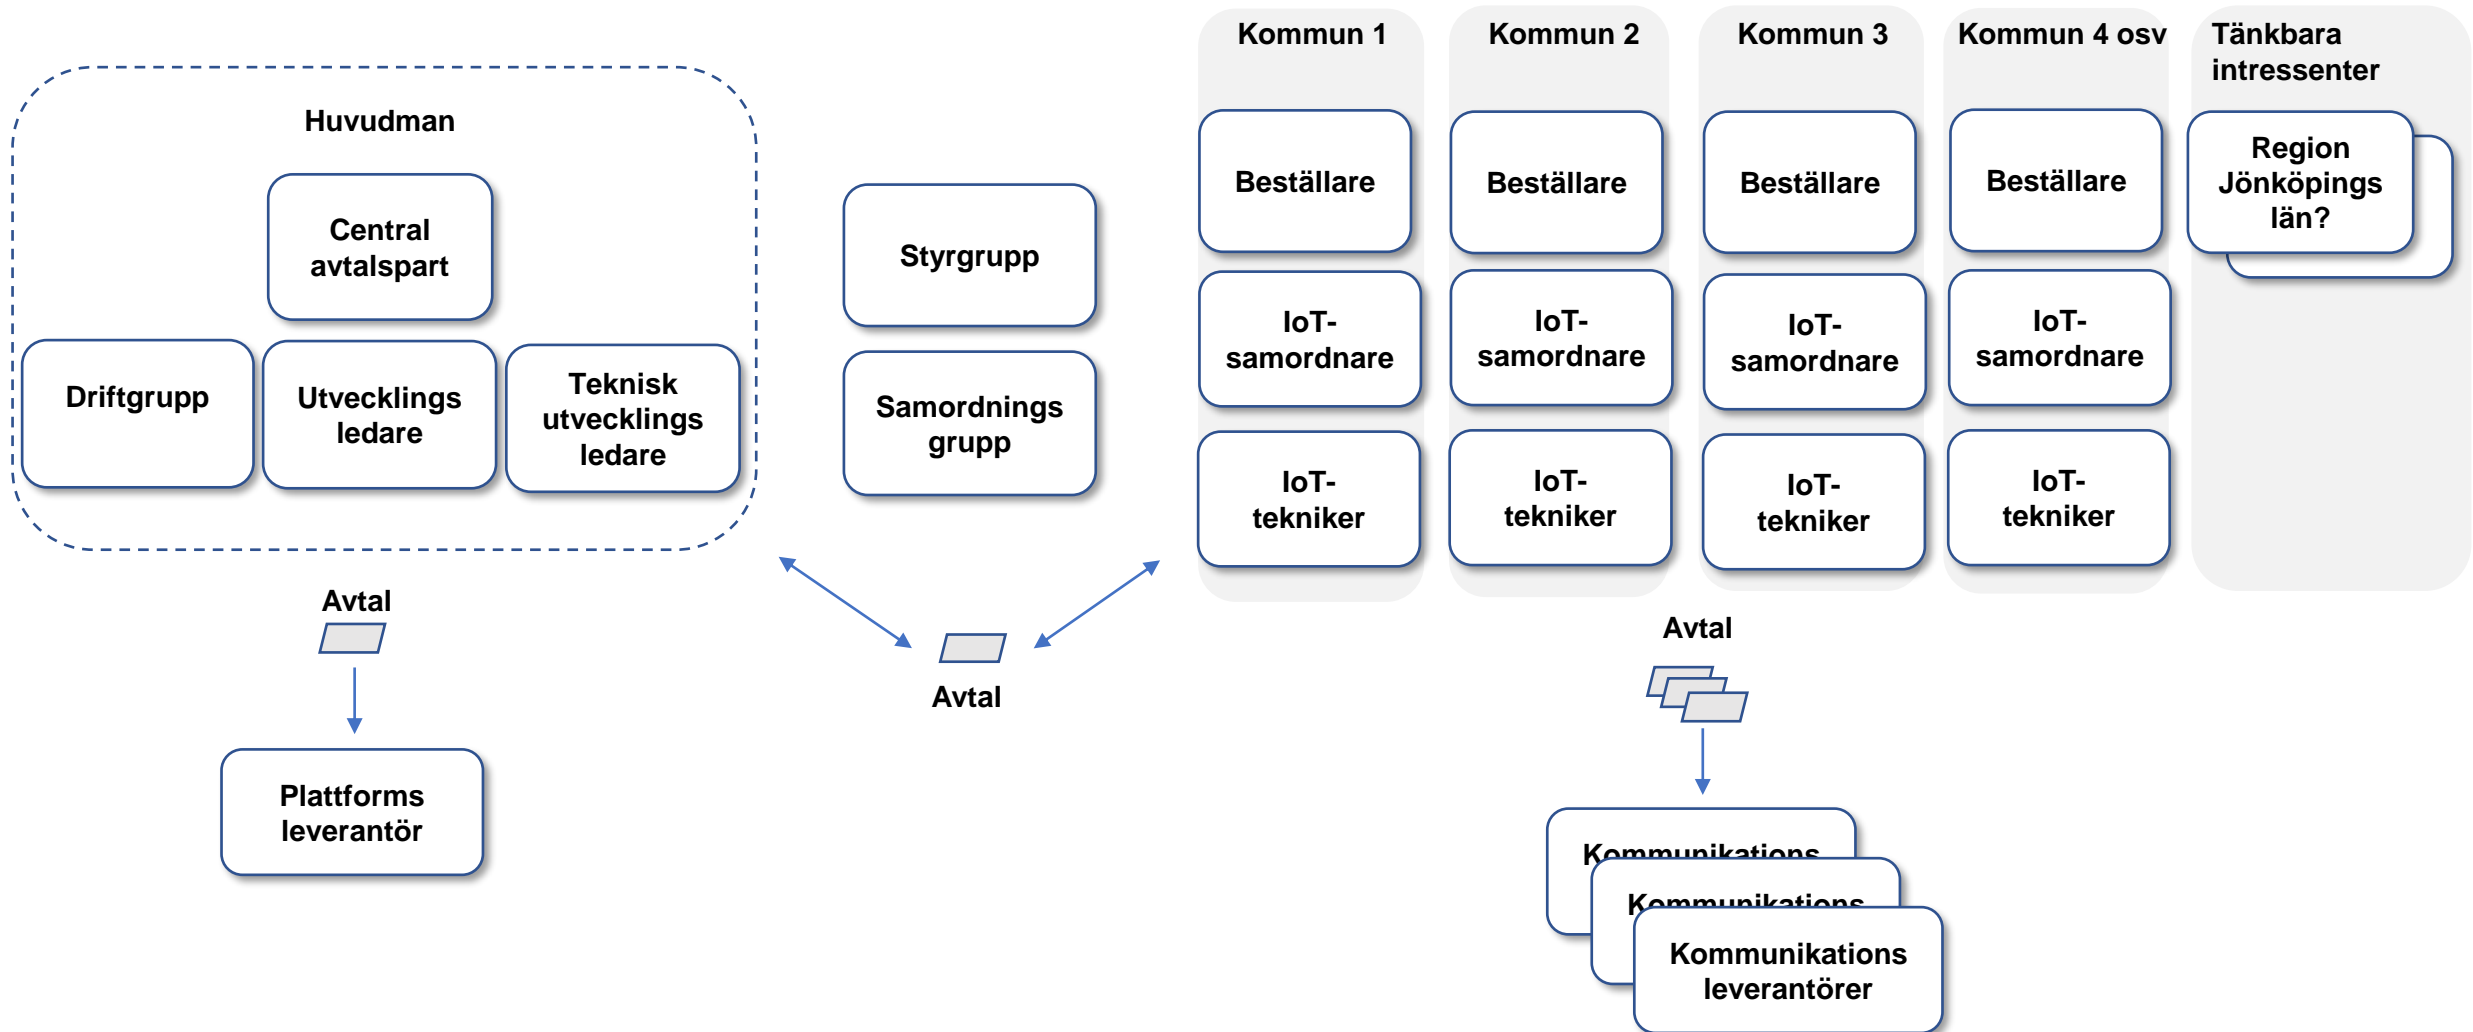 Huvudman
Central
avtalspart
Driftgrupp
Utvecklings
ledare
Teknisk
utvecklings
ledare
Avtal
Plattforms
leverantör
Styrgrupp
Samordnings
grupp
Avtal
Kommun 1
Beställare
IoT-
samordnare
IoT-
tekniker
Kommun 2
Beställare
IoT-
samordnare
IoT-
tekniker
Kommun 3
Beställare
IoT-
samordnare
IoT-
tekniker
Kommun 4 osv
Beställare
IoT-
samordnare
IoT-
tekniker
Tänkbara
intressenter
Region
Jönköpings
län?
Avtal
Kommunikations
Kommunikations
Kommunikations
leverantörer